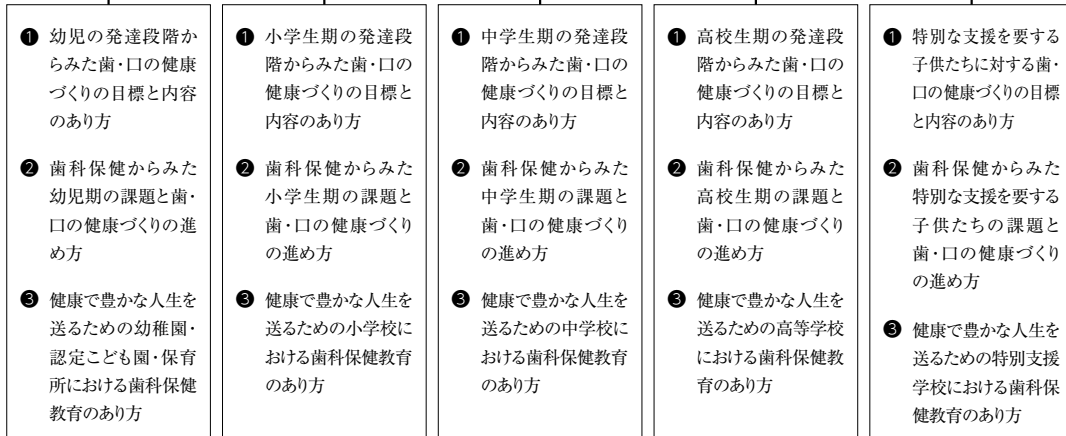 ❶ 幼児の発達段階か
らみた歯・口の健康
づくりの目標と内容
のあり方
❷ 歯科保健からみた
幼児期の課題と歯・
口の健康づくりの進
め方
❸ 健康で豊かな人生を
送るための幼稚園・
認定こども園・保育
所における歯科保健
教育のあり方
❶ 小学生期の発達段
階からみた歯・口の
健康づくりの目標と
内容のあり方
❷ 歯科保健からみた
小学生期の課題と
歯・口の健康づくり
の進め方
❸ 健康で豊かな人生を
送るための小学校に
おける歯科保健教育
のあり方
❶ 中学生期の発達段
階からみた歯・口の
健康づくりの目標と
内容のあり方
❷ 歯科保健からみた
中学生期の課題と
歯・口の健康づくり
の進め方
❸ 健康で豊かな人生を
送るための中学校に
おける歯科保健教育
のあり方
❶ 高校生期の発達段
階からみた歯・口の
健康づくりの目標と
内容のあり方
❷ 歯科保健からみた
高校生期の課題と
歯・口の健康づくり
の進め方
❸ 健康で豊かな人生を
送るための高等学校
における歯科保健教
育のあり方
❶ 特別な支援を要する
子供たちに対する歯・
口の健康づくりの目標
と内容のあり方
❷ 歯科保健からみた
特別な支援を要する
子供たちの課題と
歯・口の健康づくり
の進め方
❸ 健康で豊かな人生を
送るための特別支援
学校における歯科保
健教育のあり方